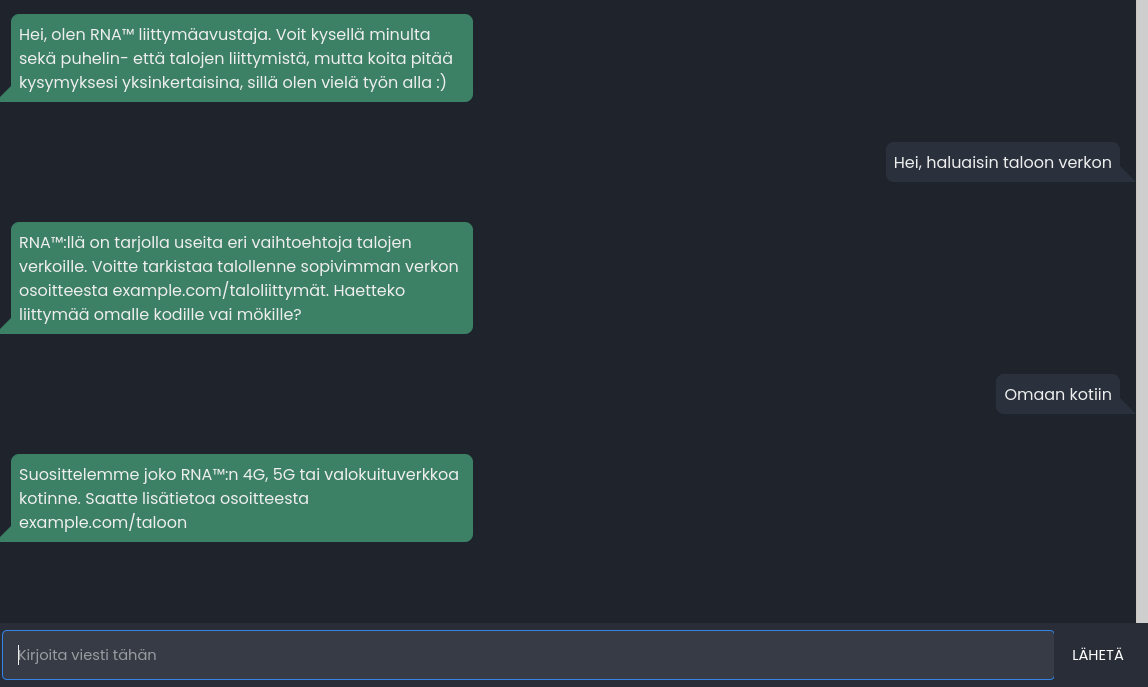 Hei, olen RNA™ liittymäavustaja. Voit kysellä minulta
sekä puhelin- että talojen liittymistä, mutta koita pitää
kysymyksesi yksinkertaisina, sillä olen vielä työn alla :)
Hei, haluaisin taloon verkon
RNA™:llä on tarjolla useita eri vaihtoehtoja talojen
verkoille. Voitte tarkistaa talollenne sopivimman verkon
osoitteesta example.com/taloliittymät. Haetteko
liittymää omalle kodille vai mökille?
Omaan kotiin
Suosittelemme joko RNA™:n 4G, 5G tai valokuituverkkoa
kotinne. Saatte lisätietoa osoitteesta
example.com/taloon
Kirjoita viesti tähän
LÄHETÄ